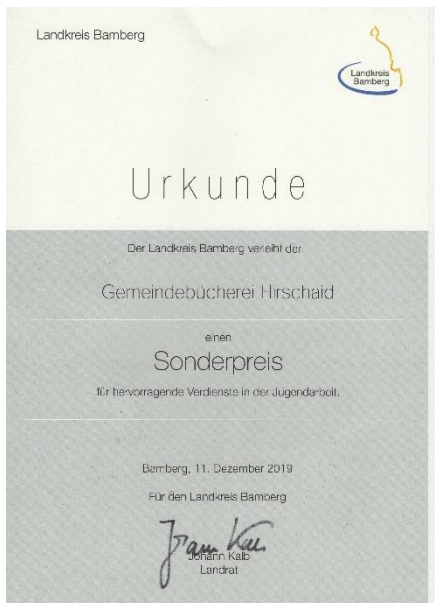 Landkreis Bamberg
Landkreis
Bamberg
Urkunde
Der Landkreis Bamberg verleiht der
Gemeindebücherei Hirschaid
einen
Sonderpreis
für hervorragende Verdienste in der Jugendarbeit.
Bamberg, 11. Dezember 2019
Für den Landkreis Bamberg
Johann Kalb
Landrat